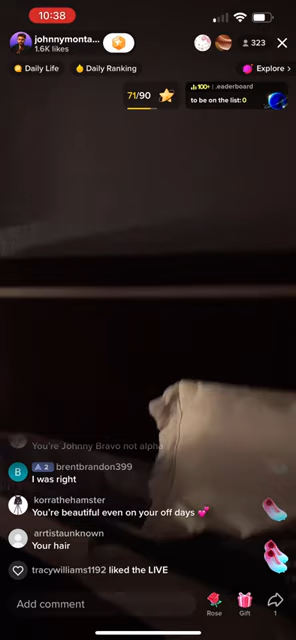 10:38
johnnymonta...
1.6K likes
323
Daily Life
Daily Ranking
Explore >
71/90
100+ | .eaderboard
to be on the list: 0
You're Johnny Bravo not alpha
B
2 brentbrandon399
I was right
korrathehamster
You're beautiful even on your off days 💕
arrtistaunknown
Your hair
tracywilliams1192 liked the LIVE
Add comment
Rose
Gift
1